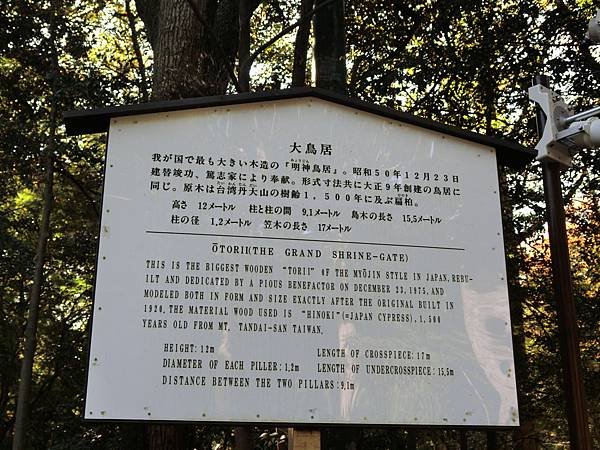 大鳥居
我が国で最も大きい木造の『明神鳥居』。昭和50年12月23日
建替竣功、篤志家により奉献。形式寸法共に大正9年創建の鳥居に
同じ。原木は台湾丹大山の樹齢1,500年に及ぶ扁柏。
高さ 12メートル 柱と柱の間 9,1メートル 島木の長さ 15,5メートル
柱の径 1,2メートル 笠木の長さ 17メートル
ŌTORII(THE GRAND SHRINE-GATE)
THIS IS THE BIGGEST WOODEN "TORII" OF THE MYŌJIN STYLE IN JAPAN. REBU-
ILT AND DEDICATED BY A PIOUS BENEFACTOR ON DECEMBER 23, 1975, AND
MODELED BOTH IN FORM AND SIZE EXACTLY AFTER THE ORIGINAL BUILT IN
1920. THE MATERIAL WOOD USED IS "HINOKI"(=JAPAN CYPRESS), 1,500
YEARS OLD FROM MT. TANDAI-SAN TAIWAN.
HEIGHT: 12m LENGTH OF CROSSPIECE: 17m
DIAMETER OF EACH PILLER: 1,2m LENGTH OF UNDERCROSSPIECE: 15,5m
DISTANCE BETWEEN THE TWO PILLARS: 9,1m